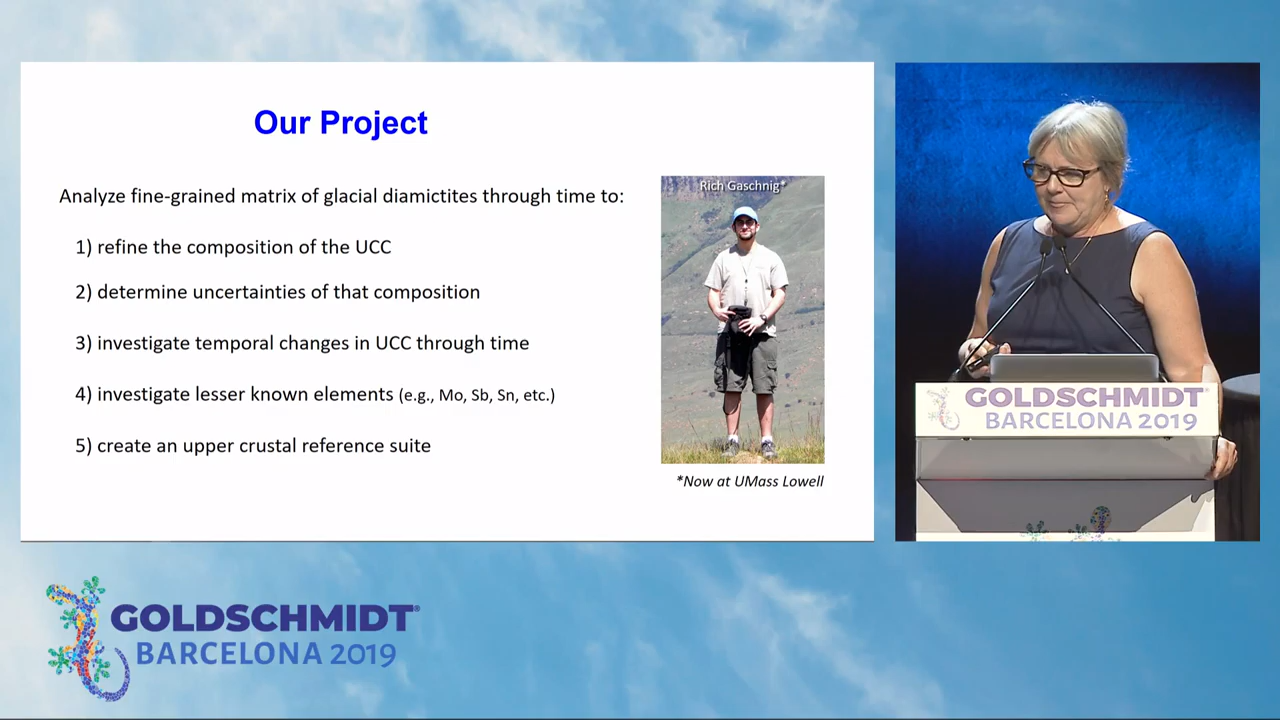 Our Project
Analyze fine-grained matrix of glacial diamictites through time to:
1) refine the composition of the UCC
2) determine uncertainties of that composition
3) investigate temporal changes in UCC through time
4) investigate lesser known elements (e.g., Mo, Sb, Sn, etc.)
5) create an upper crustal reference suite
Rich Gaschnig*
*Now at UMass Lowell
GOLDSCHMIDT
BARCELONA 2019
GOLDSCHMIDT®
BARCELONA 2019